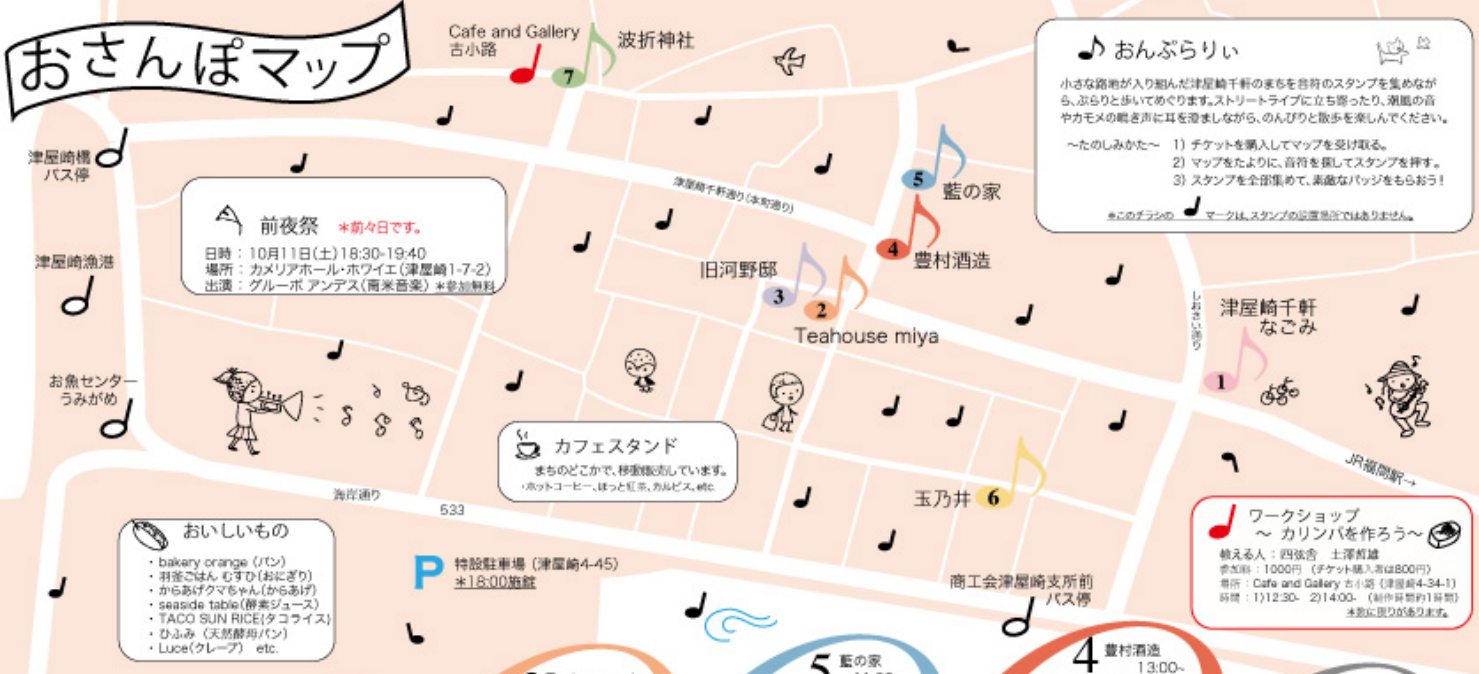 おさんぽマップ
Cafe and Gallery
古小路
7
波折神社
♪おんぷらりぃ
小さな路地が入り組んだ津屋崎千軒のまちを音符のスタンプを集めなが
ら、ぶらりと歩いてめぐります。ストリートライブに立ち寄ったり、潮風の音
やカモメの鳴き声に耳を澄ましながら、のんびりと散歩を楽しんでください。
〜たのしみかた〜 1) チケットを購入してマップを受け取る。
2) マップをたよりに、音符を探してスタンプを押す。
3) スタンプを全部集めて、素敵なバッジをもらおう!
*このチラシの マークは、スタンプの設置場所ではありません。
津屋崎橋
バス停
津屋崎千軒通り(本町通り)
5
藍の家
4
豊村酒造
前夜祭 *前々日です。
日時:10月11日(土)18:30-19:40
場所:カメリアホール・ホワイエ(津屋崎1-7-2)
出演:グルーポ アンデス(南米音楽) *参加無料
津屋崎漁港
旧河野邸
3
2
Teahouse miya
しおさい通り
津屋崎千軒
なごみ
1
お魚センター
うみがめ
カフェスタンド
まちのどこかで、移動販売しています。
・ホットコーヒー、ほっと紅茶、カルピス、etc.
JR福間駅→
玉乃井
6
海岸通り
533
ワークショップ
〜 カリンバを作ろう〜
教える人:四弦舎 土澤哲雄
参加料:1000円 (チケット購入者は800円)
場所:Cafe and Gallery 古小路 (津屋崎4-34-1)
時間:1)12:30- 2)14:00- (制作時間約1時間)
*数に限りがあります。
おいしいもの
・bakery orange (パン)
・羽釜ごはん むすひ(おにぎり)
・からあげクマちゃん(からあげ)
・seaside table(酵素ジュース)
・TACO SUN RICE(タコライス)
・ひふみ (天然酵母パン)
・Luce(クレープ) etc.
P
特設駐車場 (津屋崎4-45)
*18:00施錠
商工会津屋崎支所前
バス停
5 藍の家
4 豊村酒造
13:00~